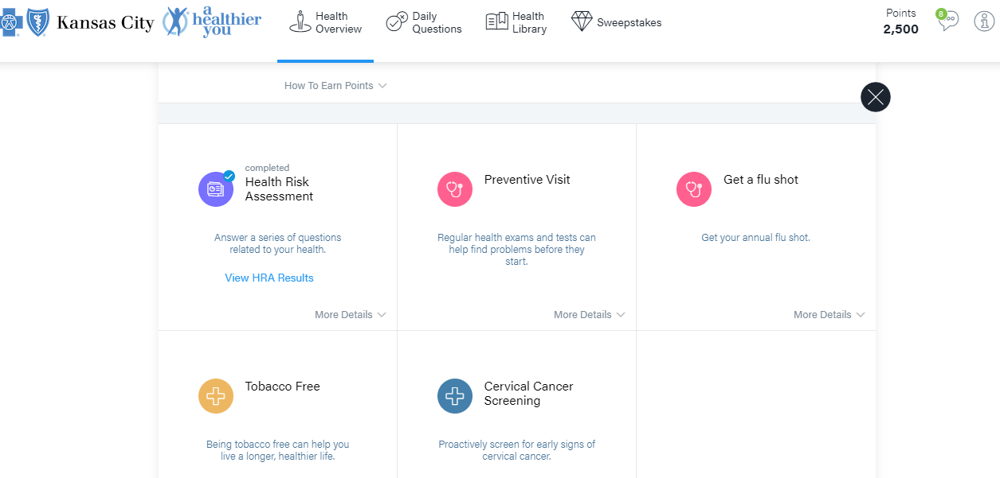 Kansas City
a
healthier
you
Health
Overview
Daily
Questions
Health
Library
Sweepstakes
Points
2,500
8
How To Earn Points
completed
Health Risk
Assessment
Answer a series of questions
related to your health.
View HRA Results
More Details
Preventive Visit
Regular health exams and tests can
help find problems before they
start.
More Details
Get a flu shot
Get your annual flu shot.
More Details
Tobacco Free
Being tobacco free can help you
live a longer, healthier life.
Cervical Cancer
Screening
Proactively screen for early signs of
cervical cancer.